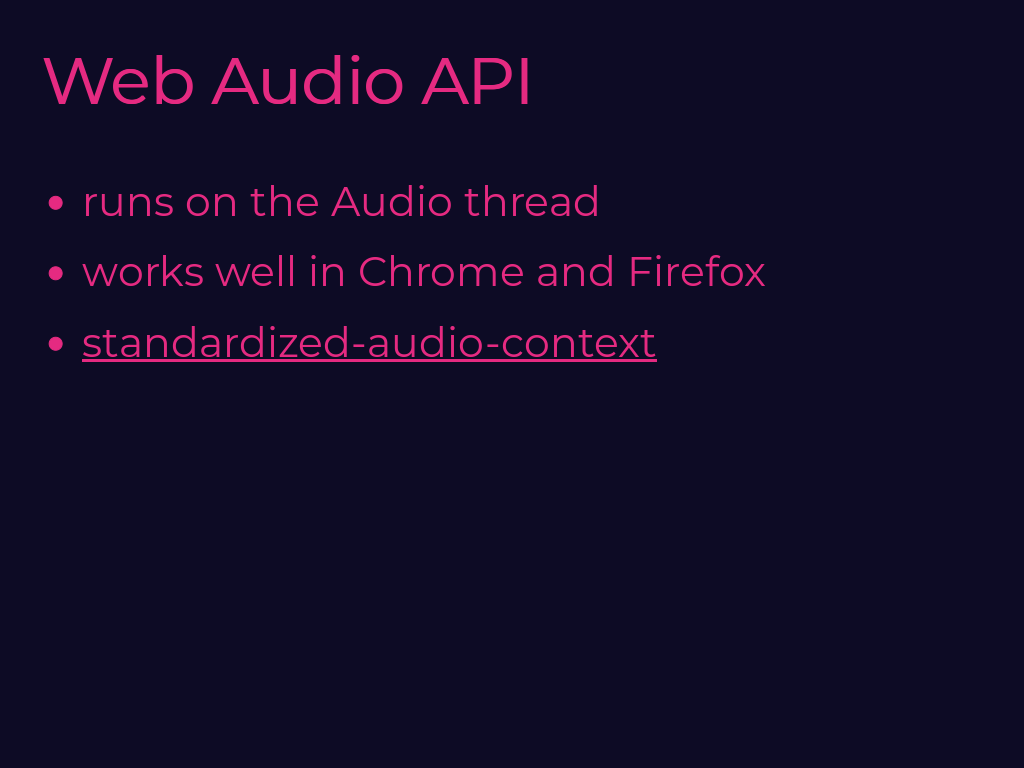 Web Audio API
runs on the Audio thread
works well in Chrome and Firefox
standardized-audio-context